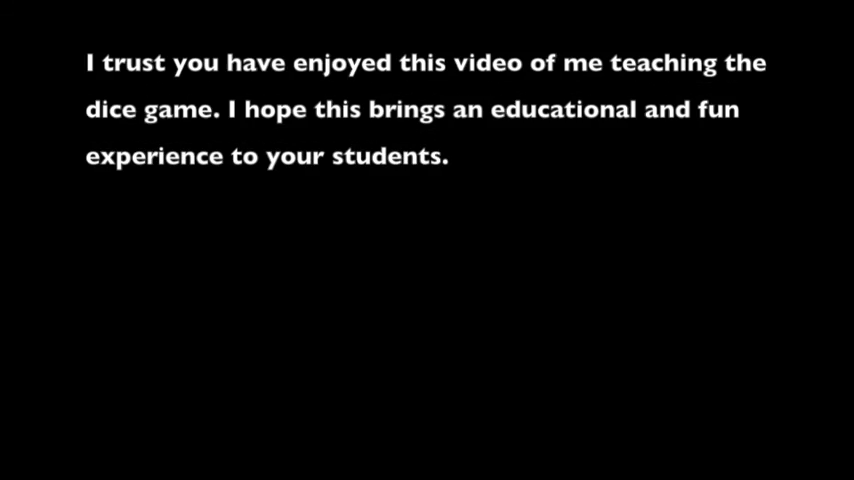 I trust you have enjoyed this video of me teaching the
dice game. I hope this brings an educational and fun
experience to your students.